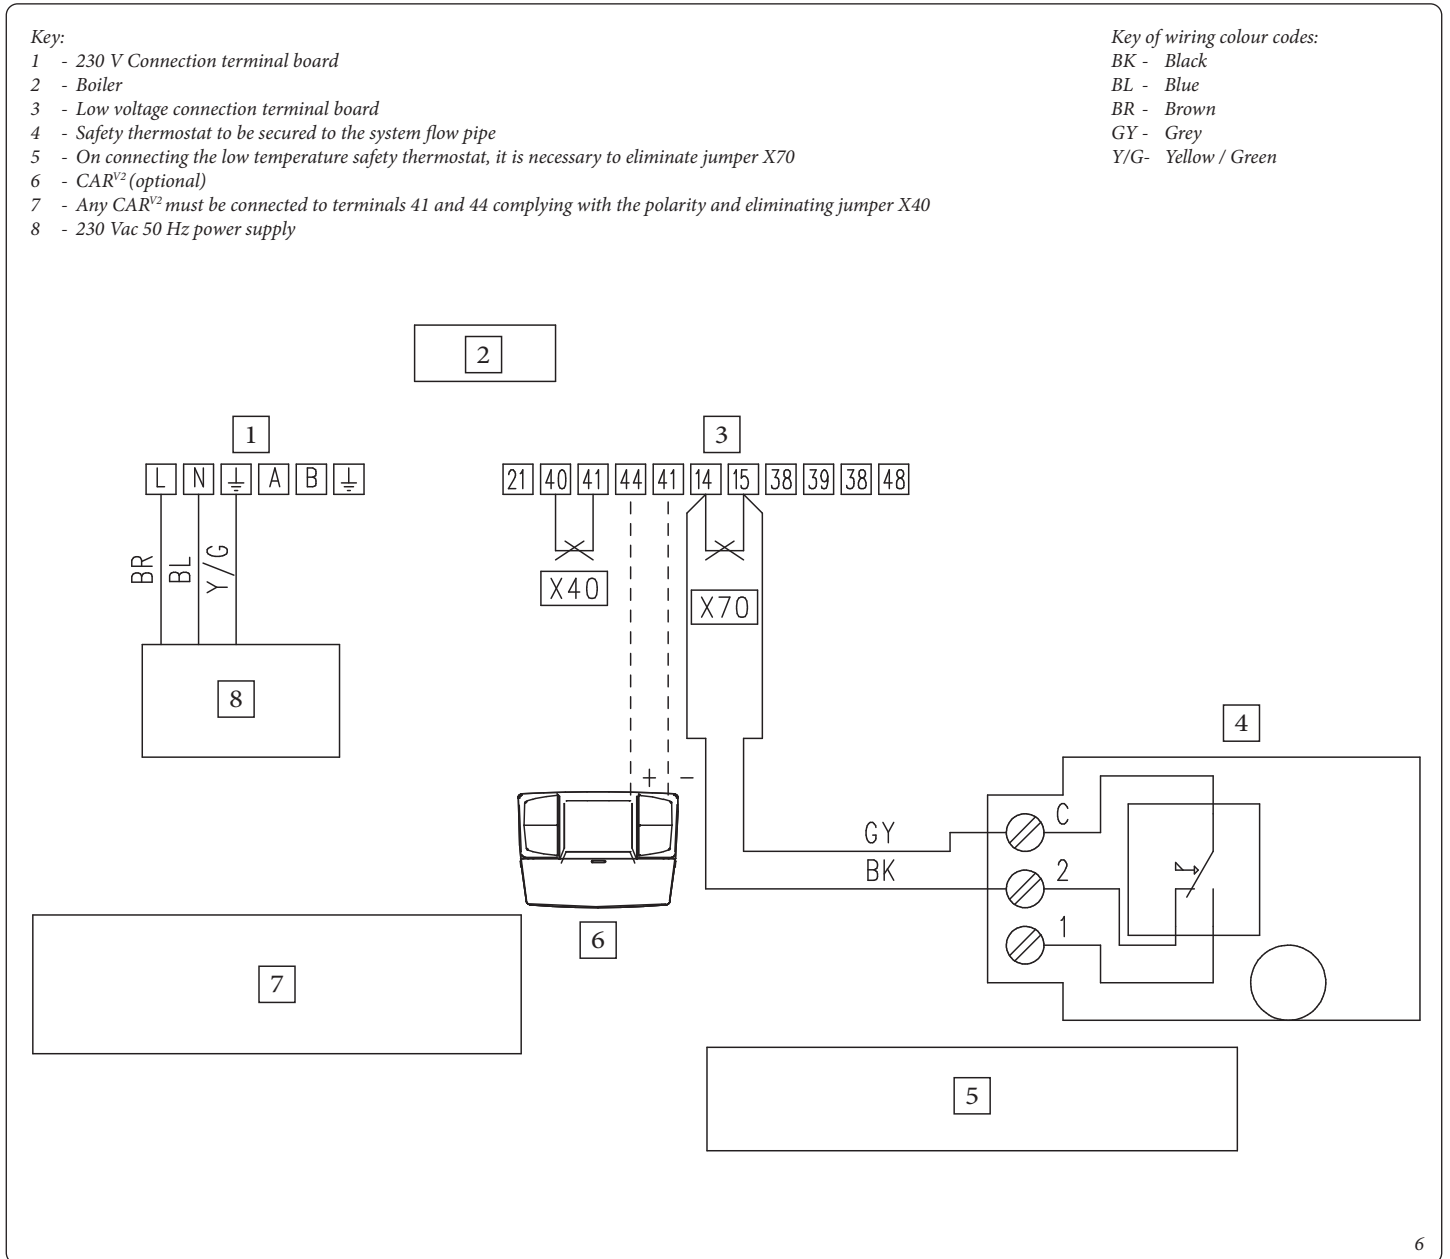 Key:
1 - 230 V Connection terminal board
2 - Boiler
3 - Low voltage connection terminal board
4 - Safety thermostat to be secured to the system flow pipe
5 - On connecting the low temperature safety thermostat, it is necessary to eliminate jumper X70
6 - CARV2 (optional)
7 - Any CARV2 must be connected to terminals 41 and 44 complying with the polarity and eliminating jumper X40
8 - 230 Vac 50 Hz power supply
Key of wiring colour codes:
BK - Black
BL - Blue
BR - Brown
GY - Grey
Y/G- Yellow / Green
2
1
3
L N A B
21 40 41 44 41 14 15 38 39 38 48
BR
BL
Y/G
X40
X70
8
4
+ -
GY
BK
C
2
1
6
7
5
6